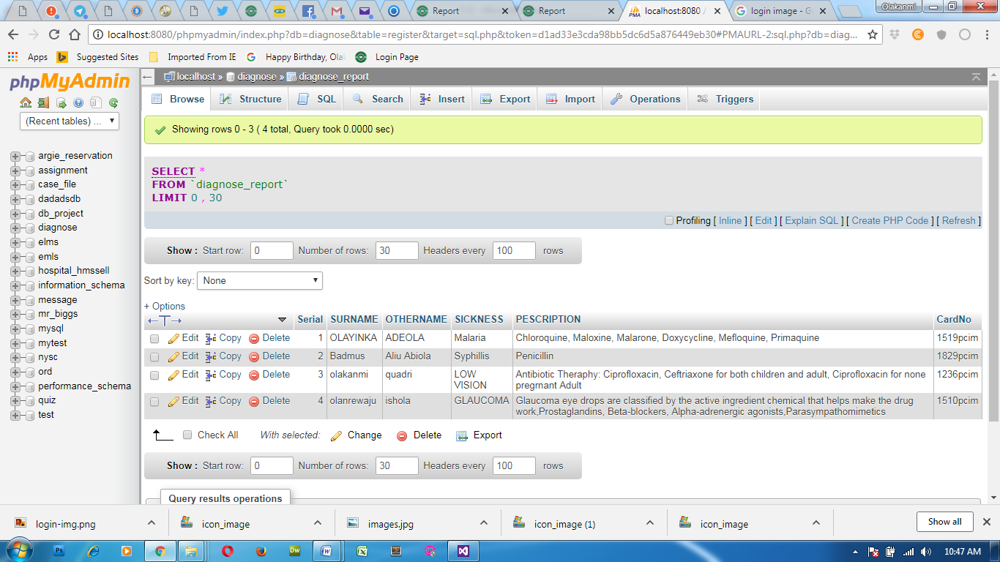 Olakanmi
Report
Report
localhost:8080 /
login image - G
localhost:8080/phpmyadmin/index.php?db=diagnose&table=register&target=sql.php&token=d1ad33e3cda98bb5dc6d5a876449eb30#PMAURL-2:sql.php?db=diag...
Apps Suggested Sites Imported From IE Happy Birthday, Ola Login Page
phpMyAdmin
(Recent tables) ...
argie_reservation
assignment
case_file
dadadsdb
db_project
diagnose
elms
emls
hospital_hmssell
information_schema
message
mr_biggs
mysql
mytest
nysc
ord
performance_schema
quiz
test
localhost » diagnose » diagnose_report
Browse Structure SQL Search Insert Export Import Operations Triggers
Showing rows 0 - 3 ( 4 total, Query took 0.0000 sec)
SELECT *
FROM `diagnose_report`
LIMIT 0 , 30
Profiling [ Inline ] [ Edit ] [ Explain SQL ] [ Create PHP Code ] [ Refresh ]
Show : Start row: 0 Number of rows: 30 Headers every 100 rows
Sort by key: None
+ Options
Serial SURNAME OTHERNAME SICKNESS PESCRIPTION CardNo
Edit Copy Delete 1 OLAYINKA ADEOLA Malaria Chloroquine, Maloxine, Malarone, Doxycycline, Mefloquine, Primaquine 1519pcim
Edit Copy Delete 2 Badmus Aliu Abiola Syphillis Penicillin 1829pcim
Edit Copy Delete 3 olakanmi quadri LOW Antibiotic Theraphy: Ciprofloxacin, Ceftriaxone for both children and adult, Ciprofloxacin for none 1236pcim
VISION pregrnant Adult
Edit Copy Delete 4 olanrewaju ishola GLAUCOMA Glaucoma eye drops are classified by the active ingredient chemical that helps make the drug 1510pcim
work,Prostaglandins, Beta-blockers, Alpha-adrenergic agonists,Parasympathomimetics
Check All With selected: Change Delete Export
Show : Start row: 0 Number of rows: 30 Headers every 100 rows
Query results operations
login-img.png icon_image images.jpg icon_image (1) icon_image Show all
10:47 AM